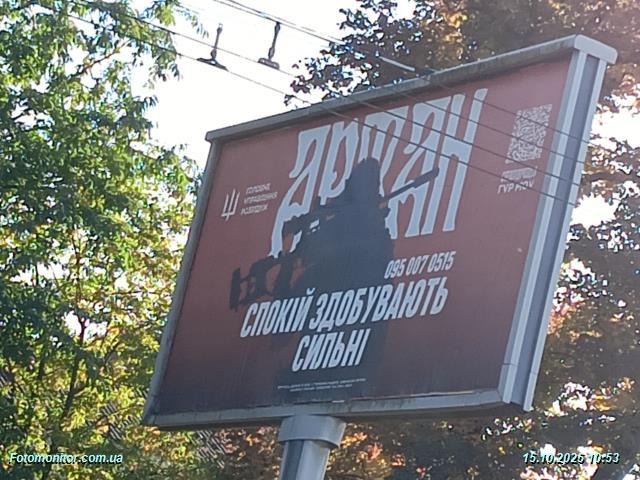 АРТАН
ГОЛОВНЕ
УПРАВЛІННЯ
РОЗВІДКИ
ГУР МОУ
095 007 0515
СПОКІЙ ЗДОБУВАЮТЬ
СИЛЬНІ
Fotomonitor.com.ua
15.10.2025 10:53